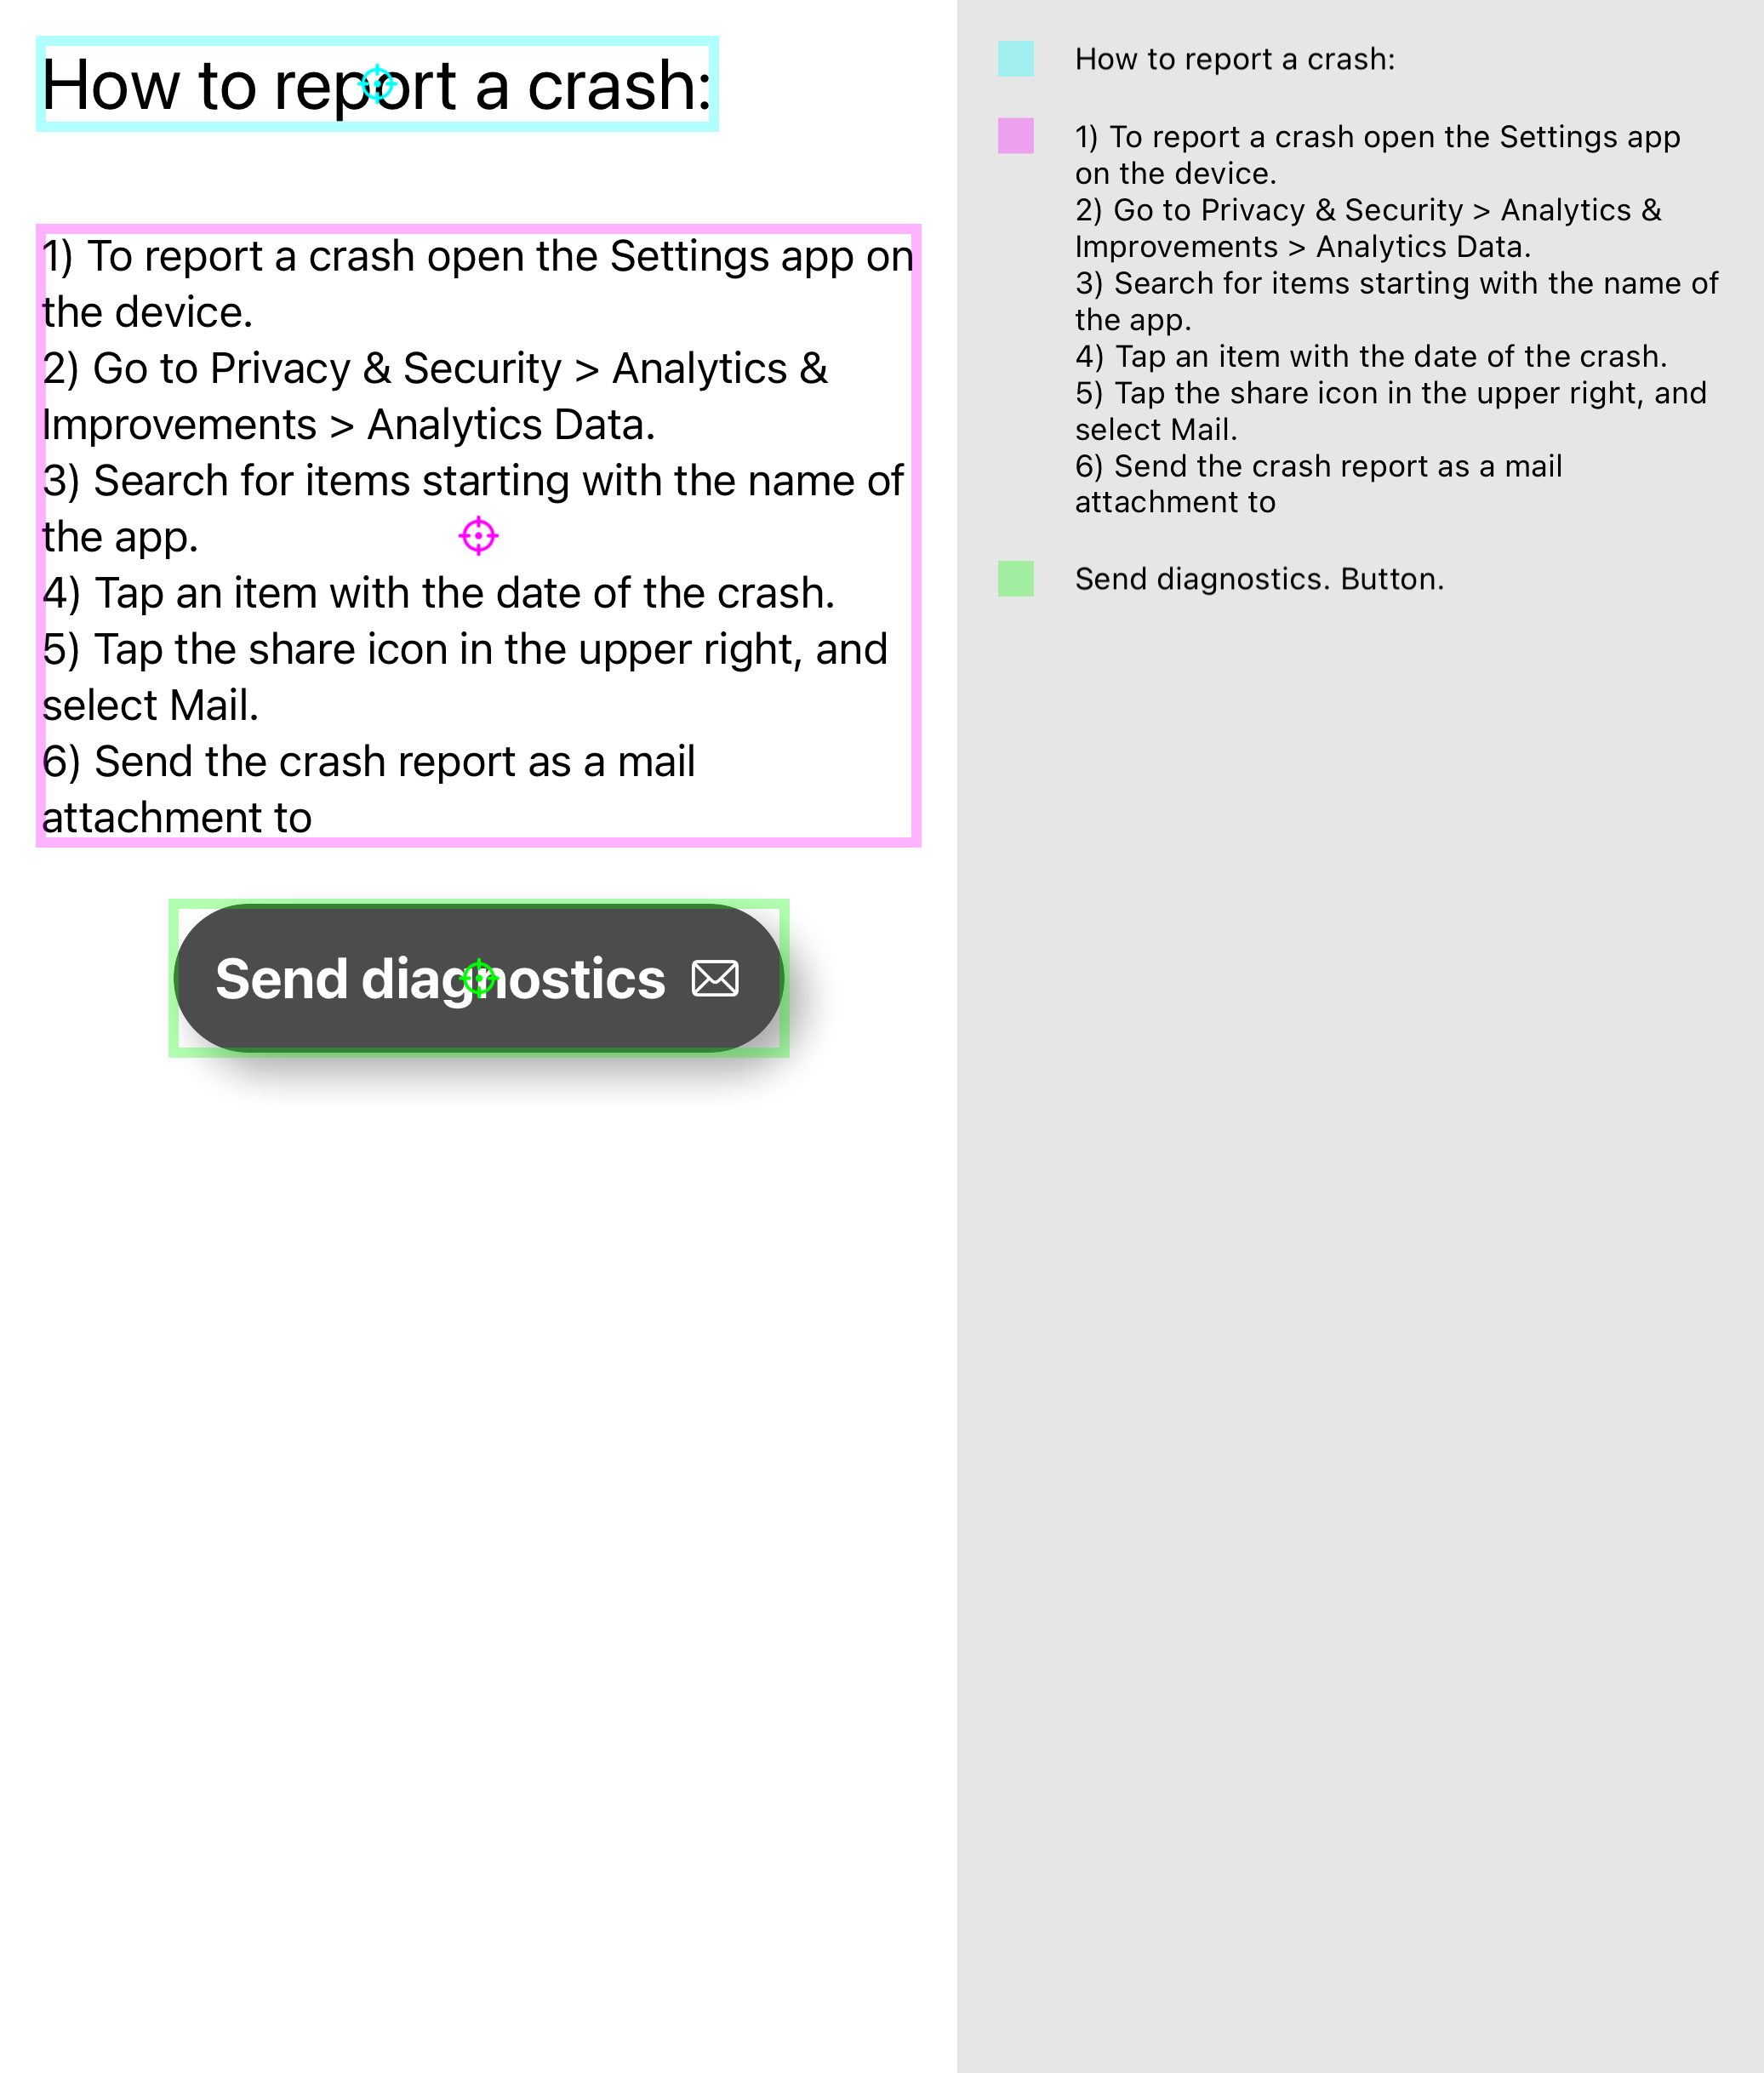 How to report a crash:
1) To report a crash open the Settings app on
the device.
2) Go to Privacy & Security > Analytics &
Improvements > Analytics Data.
3) Search for items starting with the name of
the app.
4) Tap an item with the date of the crash.
5) Tap the share icon in the upper right, and
select Mail.
6) Send the crash report as a mail
attachment to
Send diagnostics
How to report a crash:
1) To report a crash open the Settings app
on the device.
2) Go to Privacy & Security > Analytics &
Improvements > Analytics Data.
3) Search for items starting with the name of
the app.
4) Tap an item with the date of the crash.
5) Tap the share icon in the upper right, and
select Mail.
6) Send the crash report as a mail
attachment to
Send diagnostics. Button.